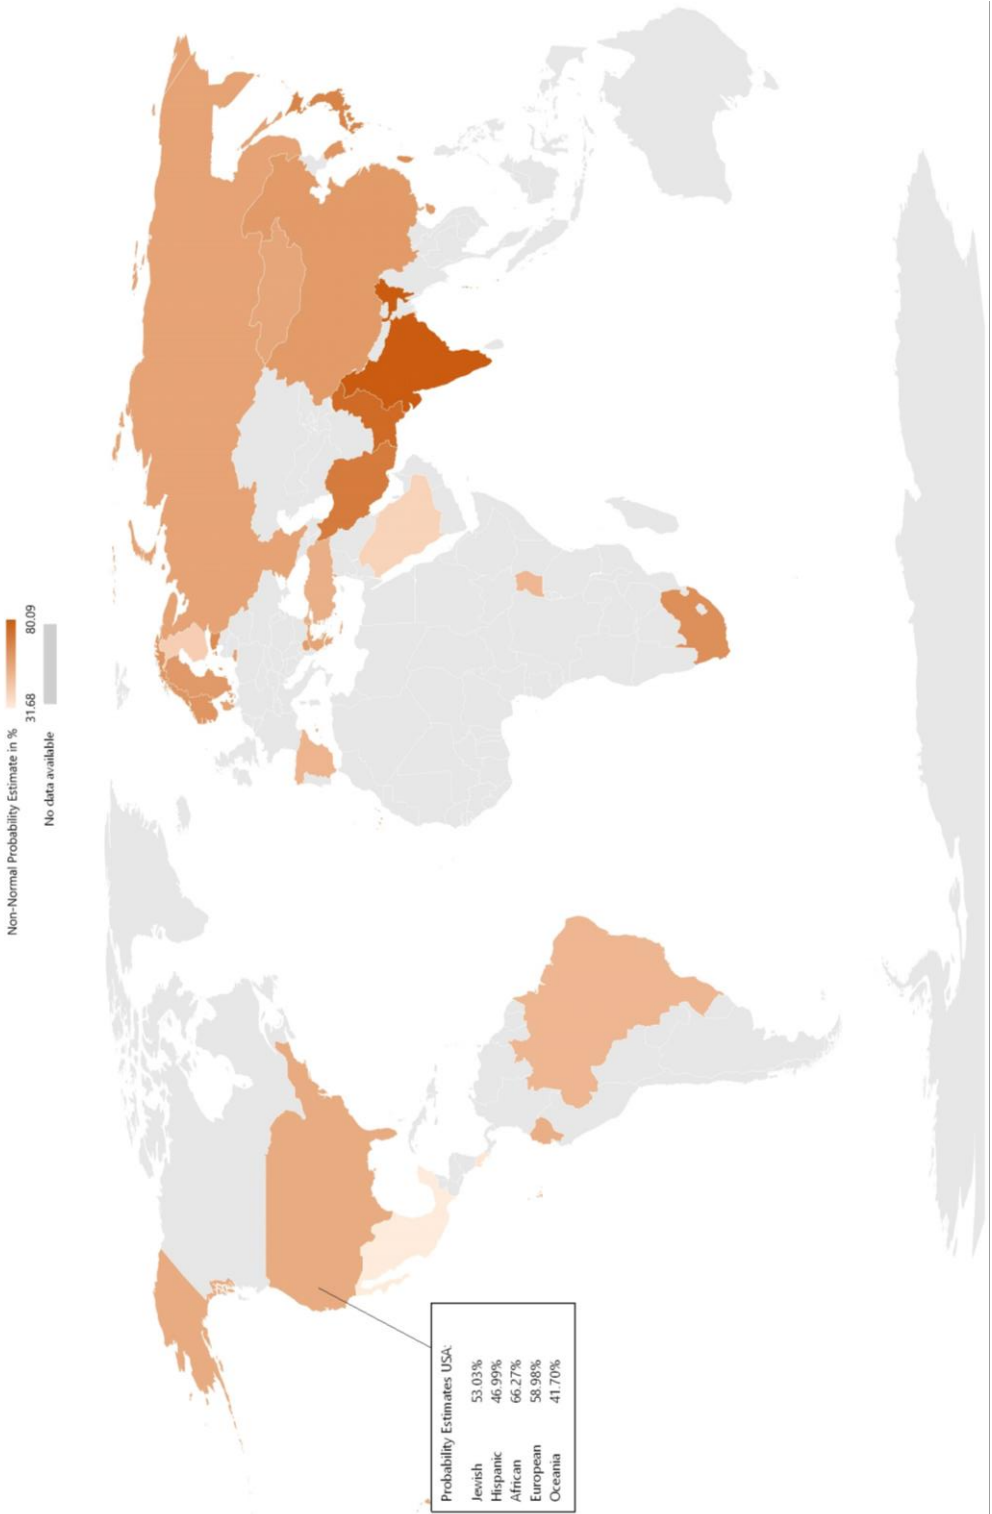 Non-Normal Probability Estimate in %
31.68 80.09
No data available
Probability Estimates USA:
Jewish 53.03%
Hispanic 46.99%
African 66.27%
European 58.98%
Oceania 41.70%